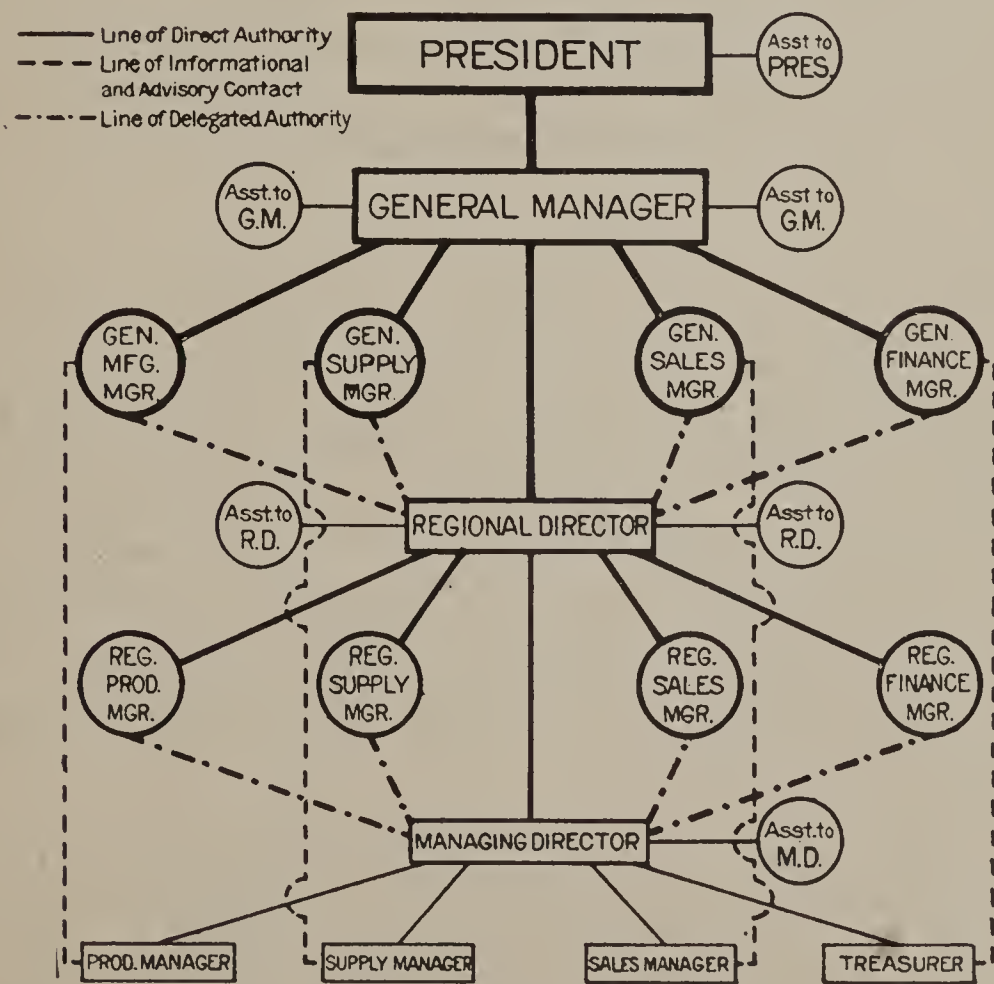 Line of Direct Authority
Line of Informational
and Advisory Contact
Line of Delegated Authority
PRESIDENT
Asst to
PRES.
Asst. to
G.M.
GENERAL MANAGER
Asst to
G.M.
GEN.
MFG.
MGR.
GEN.
SUPPLY
MGR.
GEN.
SALES
MGR.
GEN.
FINANCE
MGR.
Asst. to
R.D.
REGIONAL DIRECTOR
Asst to
R.D.
REG.
PROD.
MGR.
REG.
SUPPLY
MGR.
REG.
SALES
MGR.
REG.
FINANCE
MGR.
MANAGING DIRECTOR
Asst. to
M.D.
PROD. MANAGER
SUPPLY MANAGER
SALES MANAGER
TREASURER